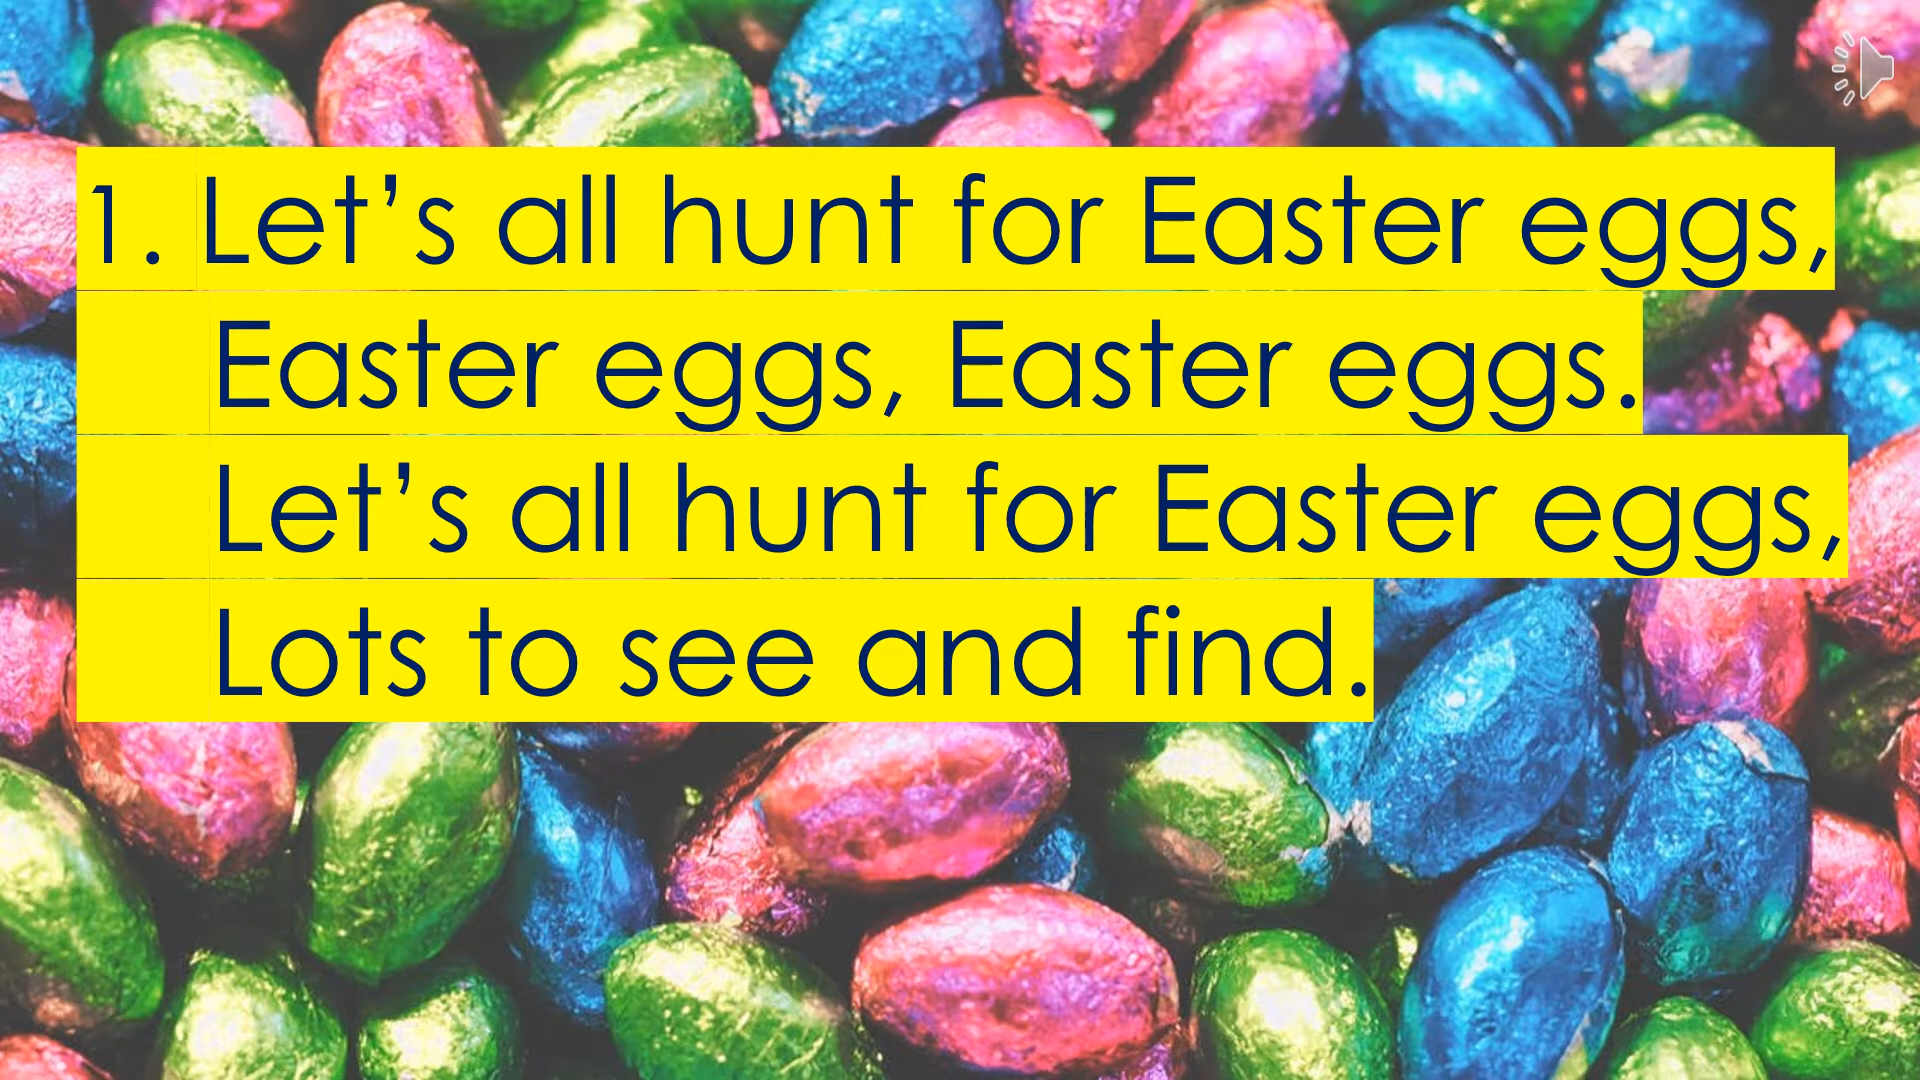 1. Let’s all hunt for Easter eggs,
Easter eggs, Easter eggs.
Let’s all hunt for Easter eggs,
Lots to see and find.